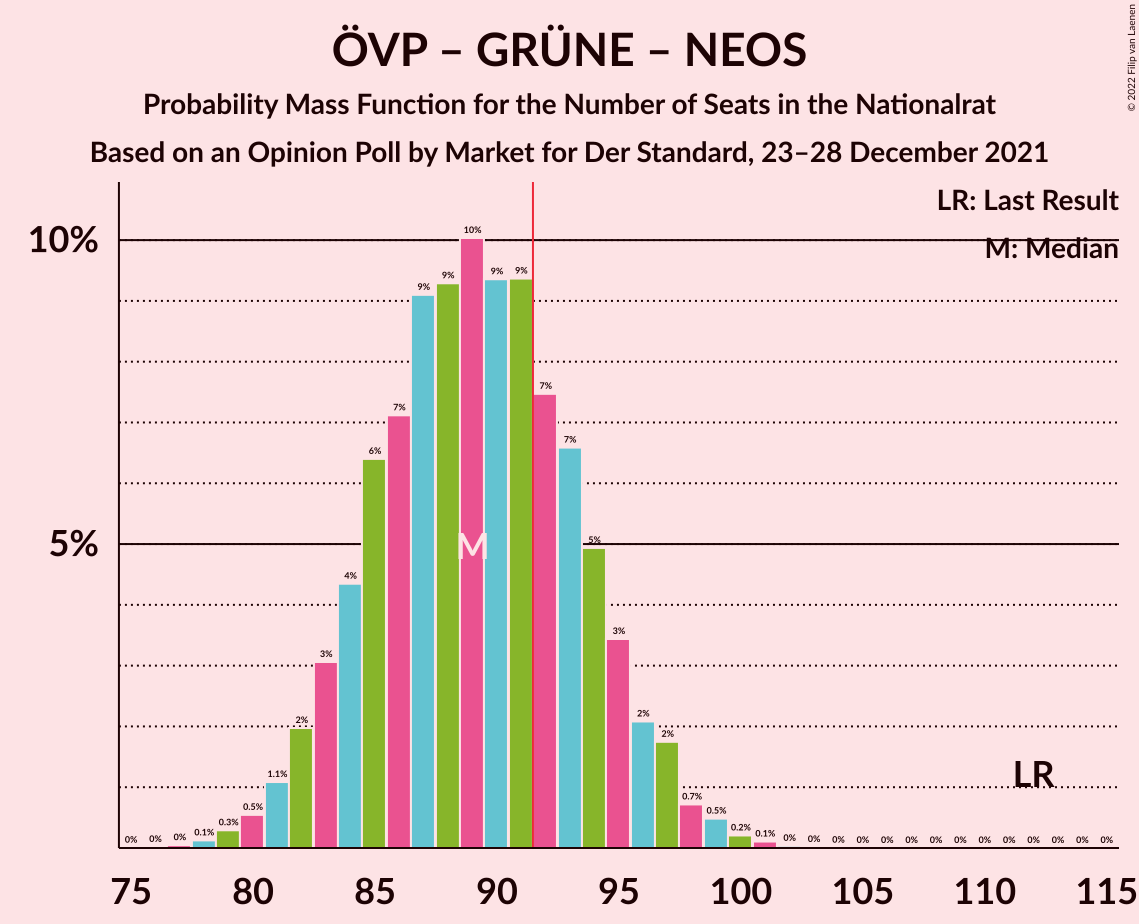 ÖVP – GRÜNE – NEOS
Probability Mass Function for the Number of Seats in the Nationalrat
Based on an Opinion Poll by Market for Der Standard, 23–28 December 2021
© 2022 Filip van Laenen
LR: Last Result
M: Median
10%
5%
0% 0% 0% 0.1% 0.3% 0.5% 1.1% 2% 3% 4% 6% 7% 9% 9% 10% 9% 9% 7% 7% 5% 3% 2% 2% 0.7% 0.5% 0.2% 0.1% 0% 0% 0% 0% 0% 0% 0% 0% 0% 0% 0% 0% 0% 0%
M
LR
75 80 85 90 95 100 105 110 115